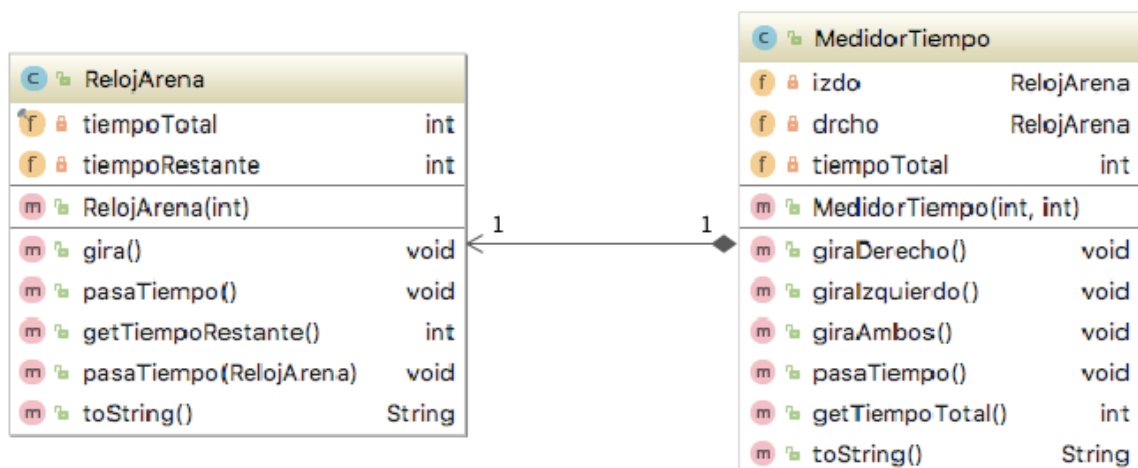 RelojArena
tiempoTotal int
tiempoRestante int
RelojArena(int)
gira() void
pasaTiempo() void
getTiempoRestante() int
pasaTiempo(RelojArena) void
toString() String
1 1
MedidorTiempo
izdo RelojArena
drcho RelojArena
tiempoTotal int
MedidorTiempo(int, int)
giraDerecho() void
giraIzquierdo() void
giraAmbos() void
pasaTiempo() void
getTiempoTotal() int
toString() String